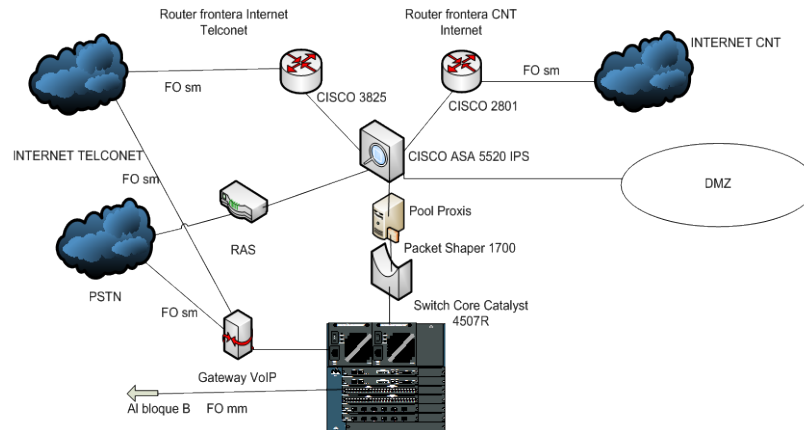 Router frontera Internet
Telconet
Router frontera CNT
Internet
INTERNET CNT
FO sm
FO sm
CISCO 3825
CISCO 2801
INTERNET TELCONET
CISCO ASA 5520 IPS
FO sm
DMZ
Pool Proxis
RAS
Packet Shaper 1700
PSTN
Switch Core Catalyst
4507R
FO sm
Gateway VoIP
Al bloque B
FO mm